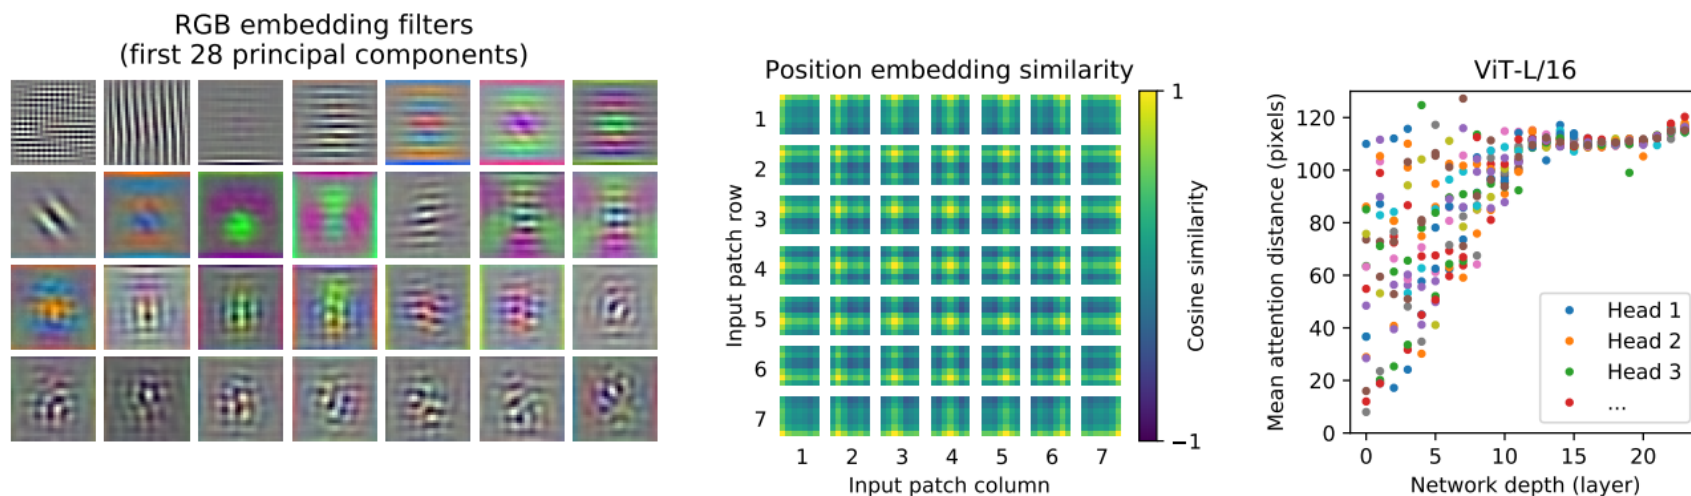 RGB embedding filters
(first 28 principal components)
Position embedding similarity
1
2
3
4
5
6
7
Input patch row
1 2 3 4 5 6 7
Input patch column
1
−1
Cosine similarity
ViT-L/16
120
100
80
60
40
20
0
Mean attention distance (pixels)
Head 1
Head 2
Head 3
...
0 5 10 15 20
Network depth (layer)